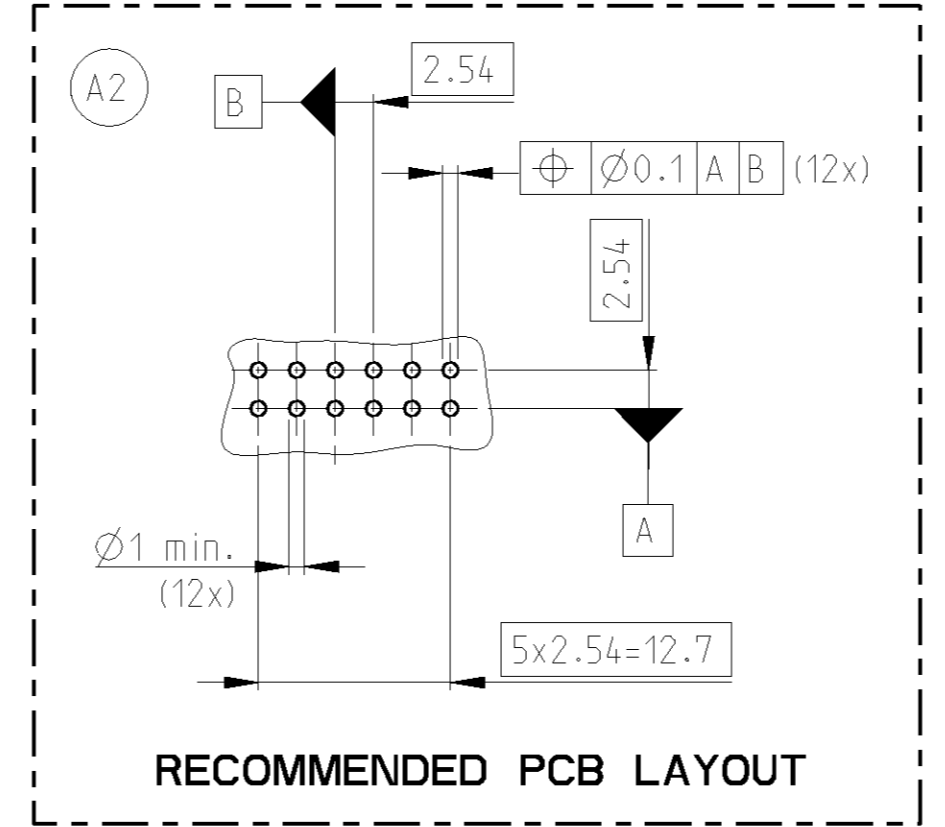 A2
B
2.54
⌖ Ø0.1 A B (12x)
2.54
A
Ø1 min.
(12x)
5x2.54=12.7
RECOMMENDED PCB LAYOUT